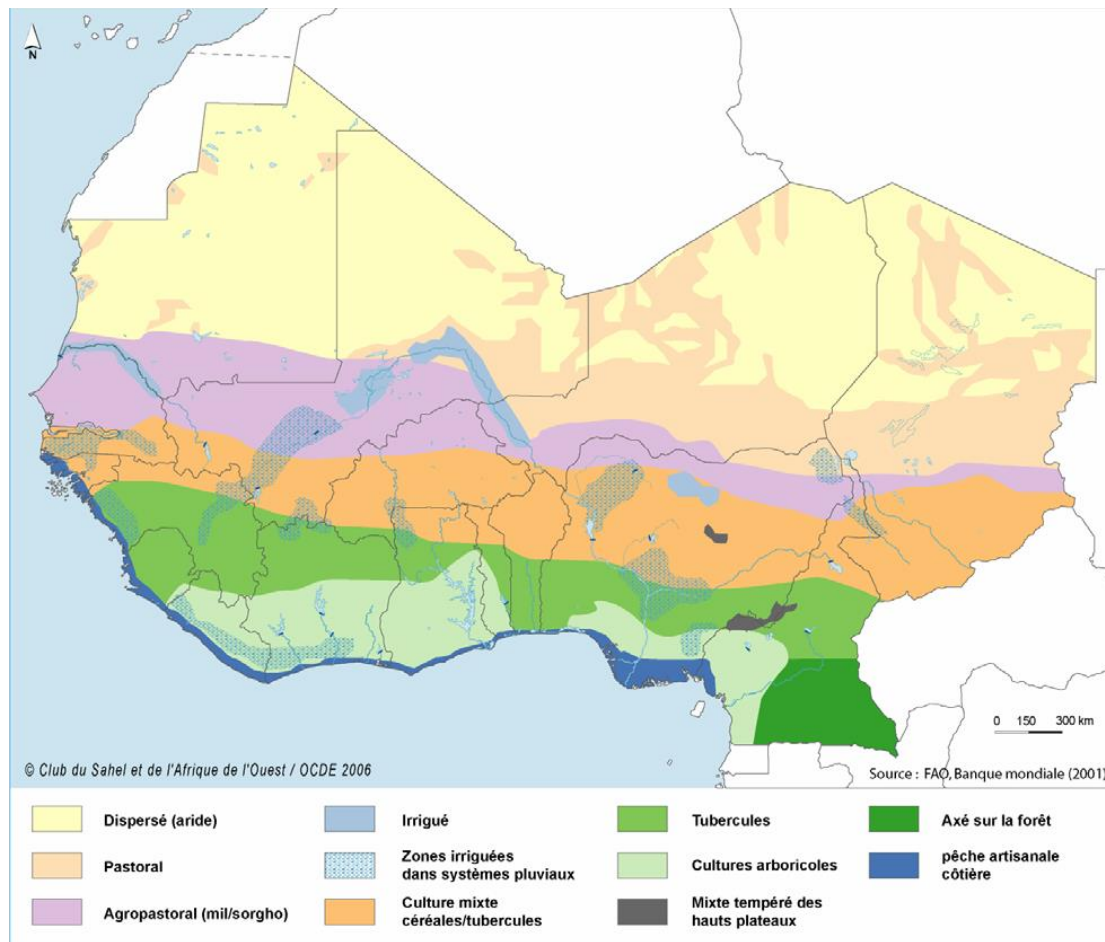 N
0 150 300 km
© Club du Sahel et de l'Afrique de l'Ouest / OCDE 2006
Source : FAO, Banque mondiale (2001)
Dispersé (aride)
Pastoral
Agropastoral (mil/sorgho)
Irrigué
Zones irriguées
dans systèmes pluviaux
Culture mixte
céréales/tubercules
Tubercules
Cultures arboricoles
Mixte tempéré des
hauts plateaux
Axé sur la forêt
pêche artisanale
côtière